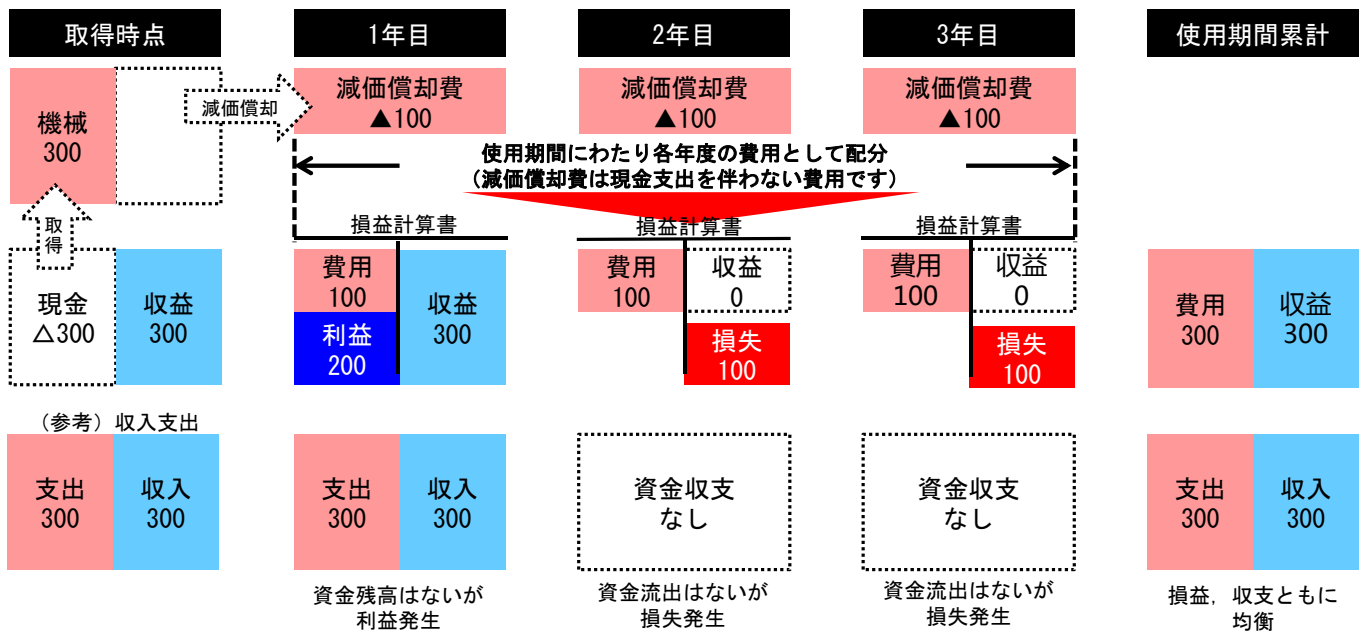 取得時点
1年目
2年目
3年目
使用期間累計
機械
300
減価償却
減価償却費
▲100
減価償却費
▲100
減価償却費
▲100
使用期間にわたり各年度の費用として配分
（減価償却費は現金支出を伴わない費用です）
取
得
現金
△300
収益
300
損益計算書
費用
100
利益
200
収益
300
損益計算書
費用
100
収益
0
損失
100
損益計算書
費用
100
収益
0
損失
100
費用
300
収益
300
（参考）収入支出
支出
300
収入
300
支出
300
収入
300
資金収支
なし
資金収支
なし
支出
300
収入
300
資金残高はないが
利益発生
資金流出はないが
損失発生
資金流出はないが
損失発生
損益，収支ともに
均衡